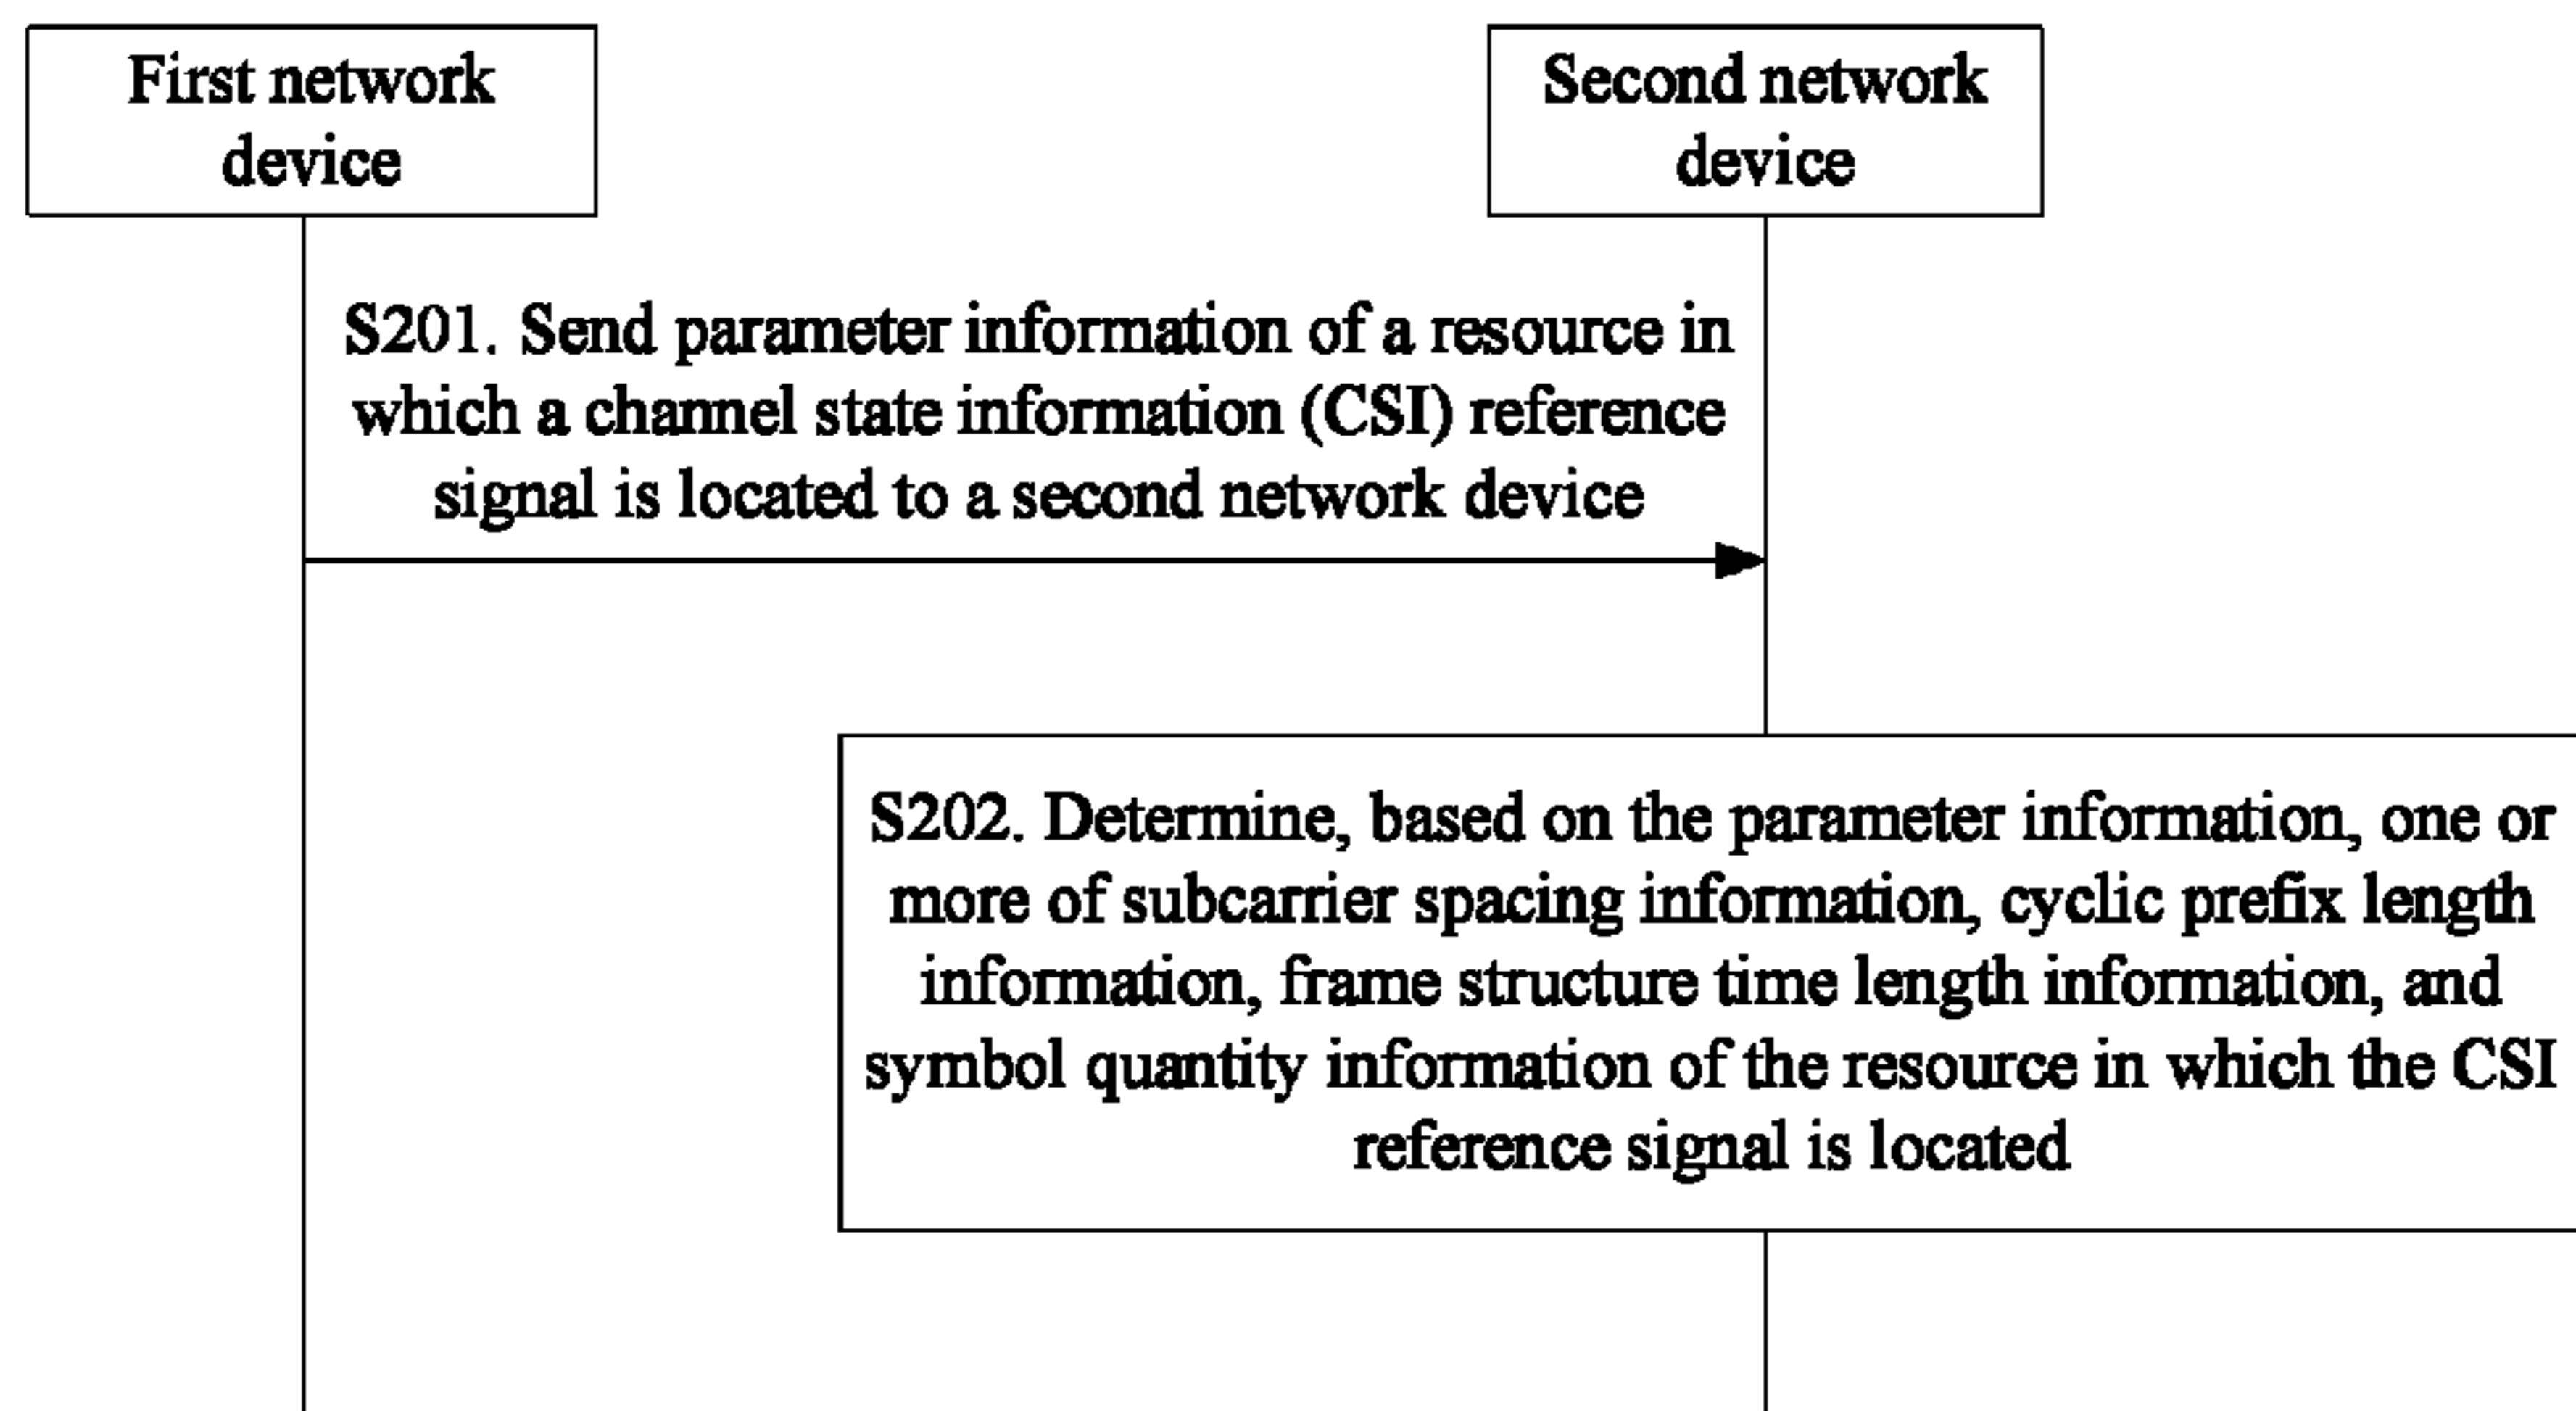 First network
device
Second network
device
S201. Send parameter information of a resource in
which a channel state information (CSI) reference
signal is located to a second network device
S202. Determine, based on the parameter information, one or
more of subcarrier spacing information, cyclic prefix length
information, frame structure time length information, and
symbol quantity information of the resource in which the CSI
reference signal is located